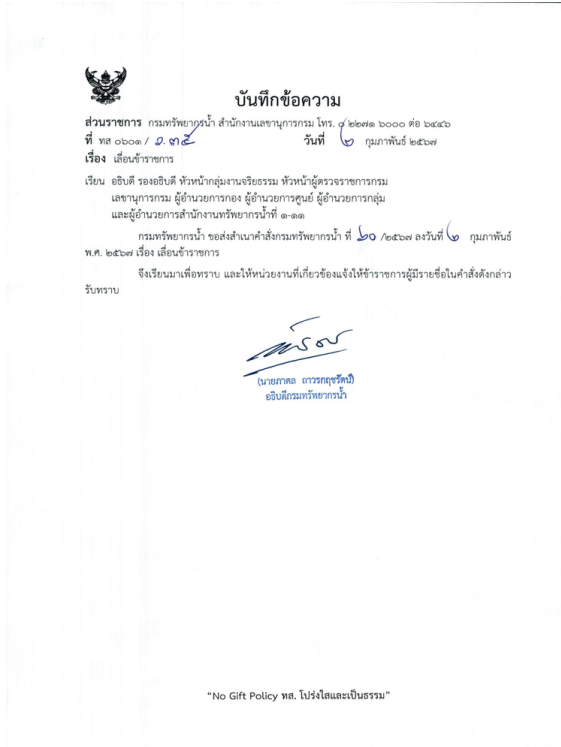 บันทึกข้อความ
ส่วนราชการ กรมทรัพยากรน้ำ สำนักงานเลขานุการกรม โทร. ๐ ๒๒๗๑ ๖๐๐๐ ต่อ ๖๔๔๖
ที่ ทส ๐๖๐๑ / ว.๓๕ วันที่ ๒ กุมภาพันธ์ ๒๕๖๗
เรื่อง เลื่อนข้าราชการ
เรียน อธิบดี รองอธิบดี หัวหน้ากลุ่มงานจริยธรรม หัวหน้าผู้ตรวจราชการกรม
เลขานุการกรม ผู้อำนวยการกอง ผู้อำนวยการศูนย์ ผู้อำนวยการกลุ่ม
และผู้อำนวยการสำนักงานทรัพยากรน้ำที่ ๑-๑๑
กรมทรัพยากรน้ำ ขอส่งสำเนาคำสั่งกรมทรัพยากรน้ำ ที่ ๖๐ /๒๕๖๗ ลงวันที่ ๒ กุมภาพันธ์
พ.ศ. ๒๕๖๗ เรื่อง เลื่อนข้าราชการ
จึงเรียนมาเพื่อทราบ และให้หน่วยงานที่เกี่ยวข้องแจ้งให้ข้าราชการผู้มีรายชื่อในคำสั่งดังกล่าว
รับทราบ
(นายภาดล ถาวรกฤชรัตน์)
อธิบดีกรมทรัพยากรน้ำ
“No Gift Policy ทส. โปร่งใสและเป็นธรรม”